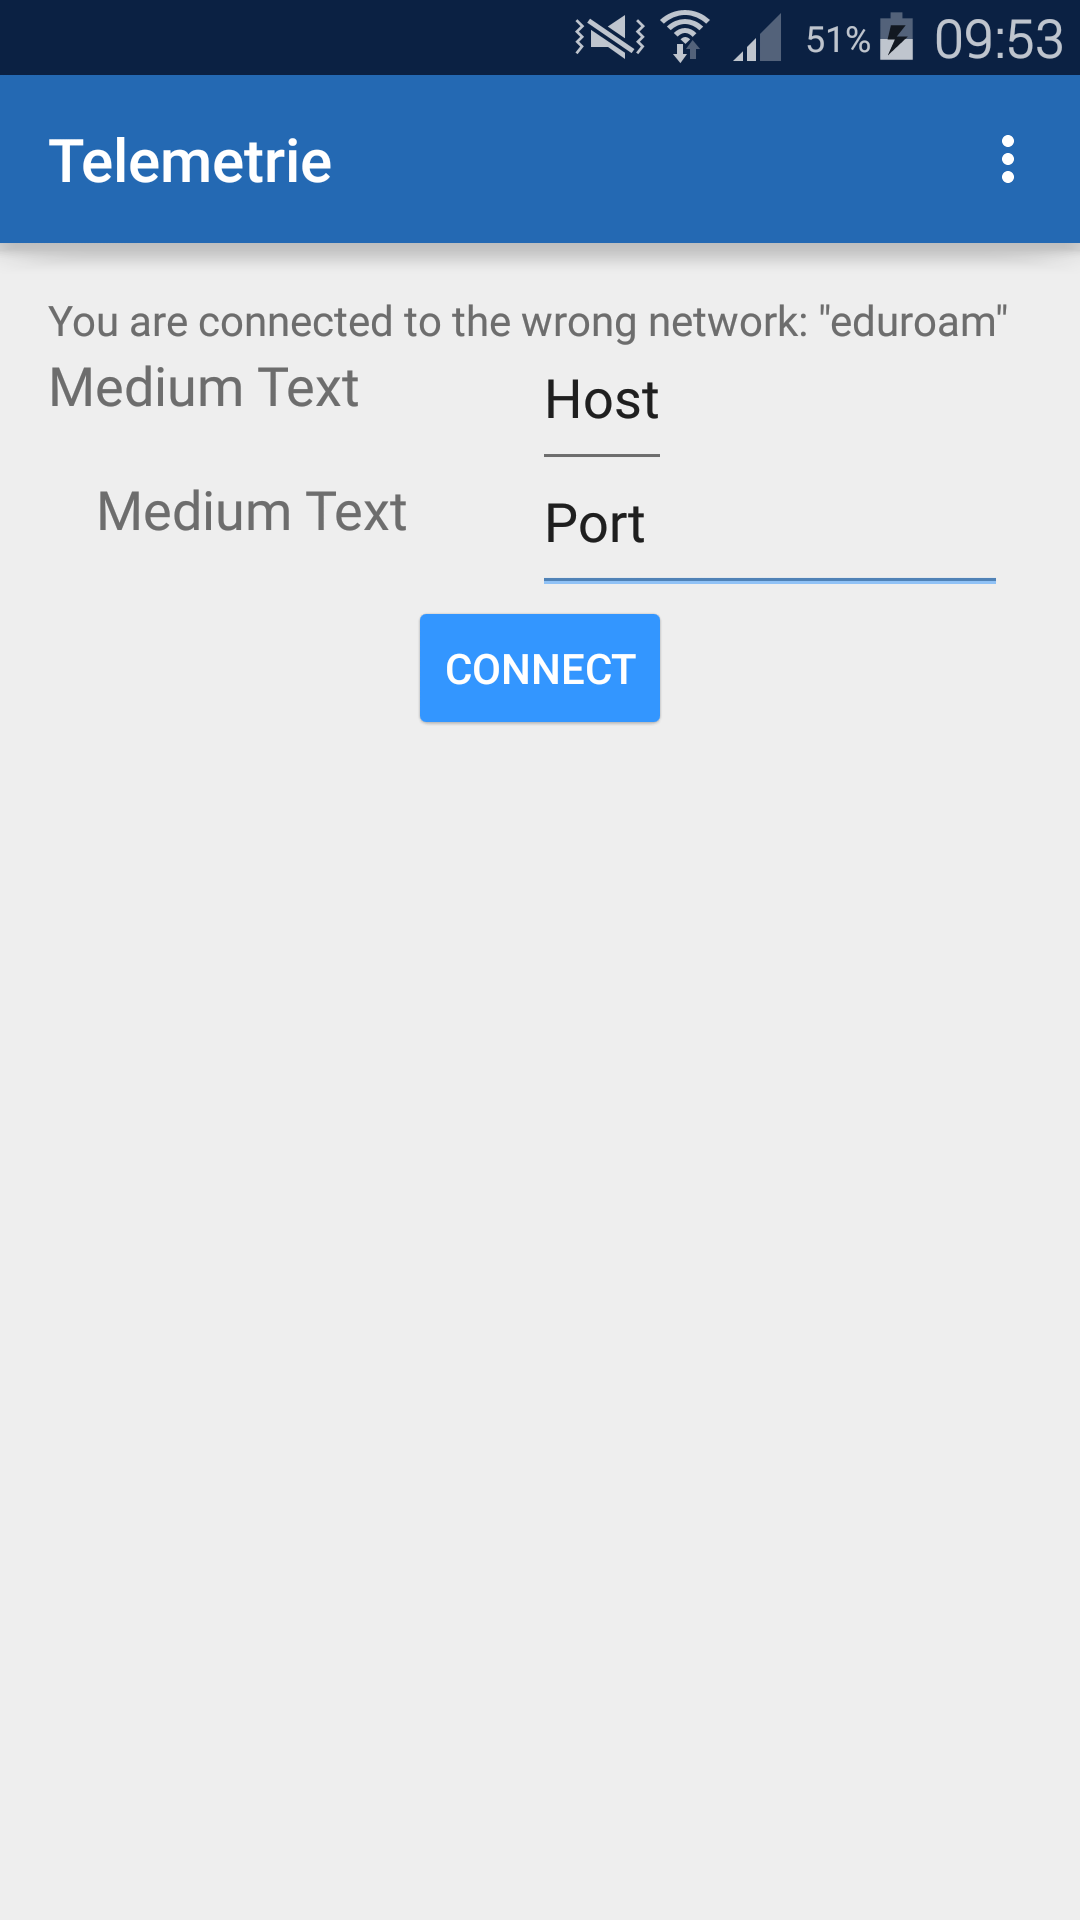 51% 09:53
Telemetrie
You are connected to the wrong network: "eduroam"
Medium Text Host
Medium Text Port
CONNECT